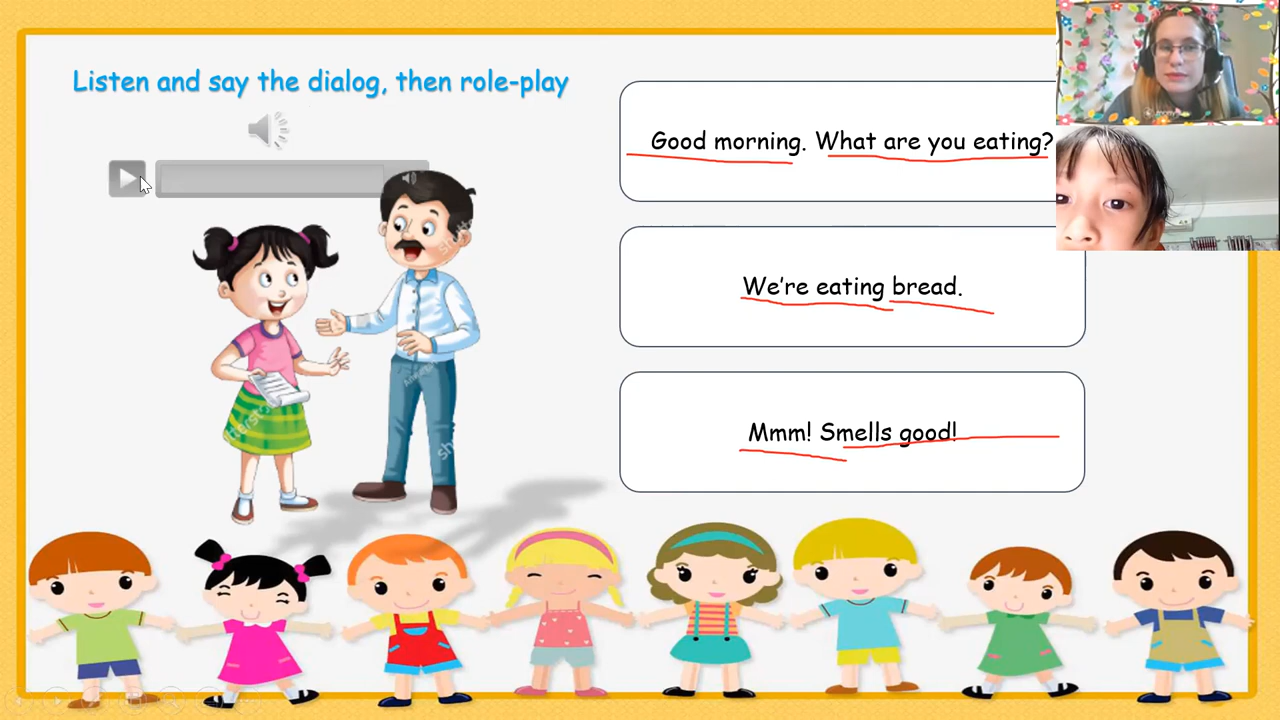 Listen and say the dialog, then role-play
Good morning. What are you eating?
We're eating bread.
Mmm! Smells good!